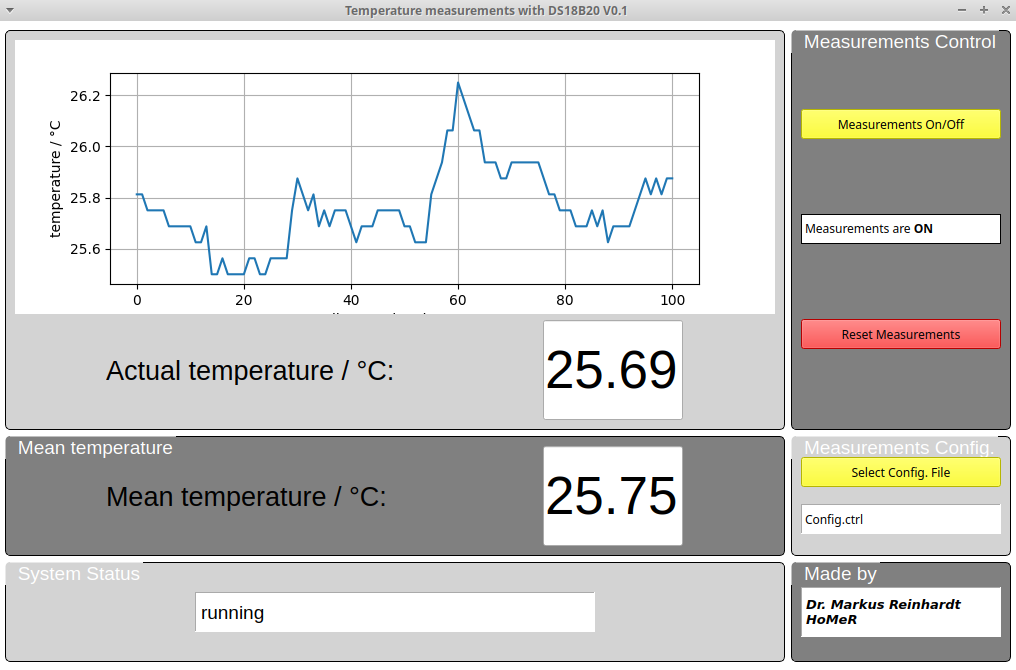 Temperature measurements with DS18B20 V0.1
temperature / °C
26.2
26.0
25.8
25.6
0 20 40 60 80 100
Actual temperature / °C:
25.69
Mean temperature
Mean temperature / °C:
25.75
System Status
running
Measurements Control
Measurements On/Off
Measurements are ON
Reset Measurements
Measurements Config.
Select Config. File
Config.ctrl
Made by
Dr. Markus Reinhardt
HoMeR